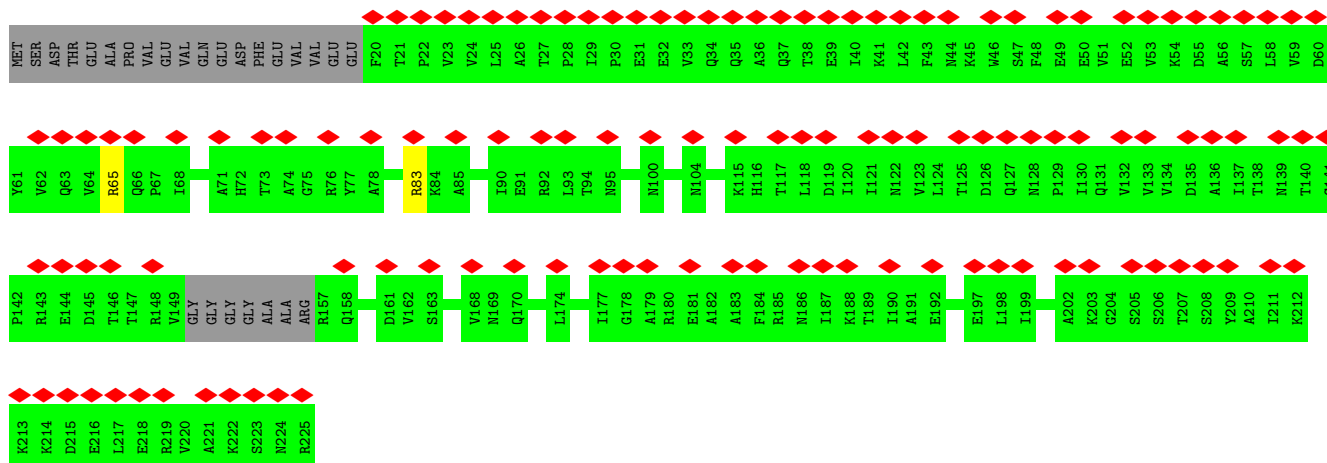 MET SER ASP THR GLU ALA PRO VAL GLU VAL GLN GLU ASP PHE GLU VAL VAL GLU GLU F20 T21 P22 V23 V24 L25 A26 T27 P28 I29 P30 E31 E32 V33 Q34 Q35 A36 Q37 T38 E39 I40 K41 L42 F43 N44 K45 W46 S47 F48 E49 E50 V51 E52 V53 K54 D55 A56 S57 L58 V59 D60
Y61 V62 Q63 V64 R65 Q66 P67 I68 A71 H72 T73 A74 G75 R76 Y77 A78 R83 K84 A85 I90 E91 R92 L93 T94 N95 N100 N104 K115 H116 T117 L118 D119 I120 I121 N122 V123 L124 T125 D126 Q127 N128 P129 I130 Q131 V132 V133 V134 D135 A136 I137 T138 N139 T140
P142 R143 E144 D145 T146 T147 R148 V149 GLY GLY GLY GLY ALA ALA ARG R157 Q158 D161 V162 S163 V168 N169 Q170 L174 I177 G178 A179 R180 E181 A182 A183 F184 R185 N186 I187 K188 T189 I190 A191 E192 E197 L198 I199 A202 K203 G204 S205 S206 T207 S208 Y209 A210 I211 K212
K213 K214 D215 E216 L217 E218 R219 V220 A221 K222 S223 N224 R225